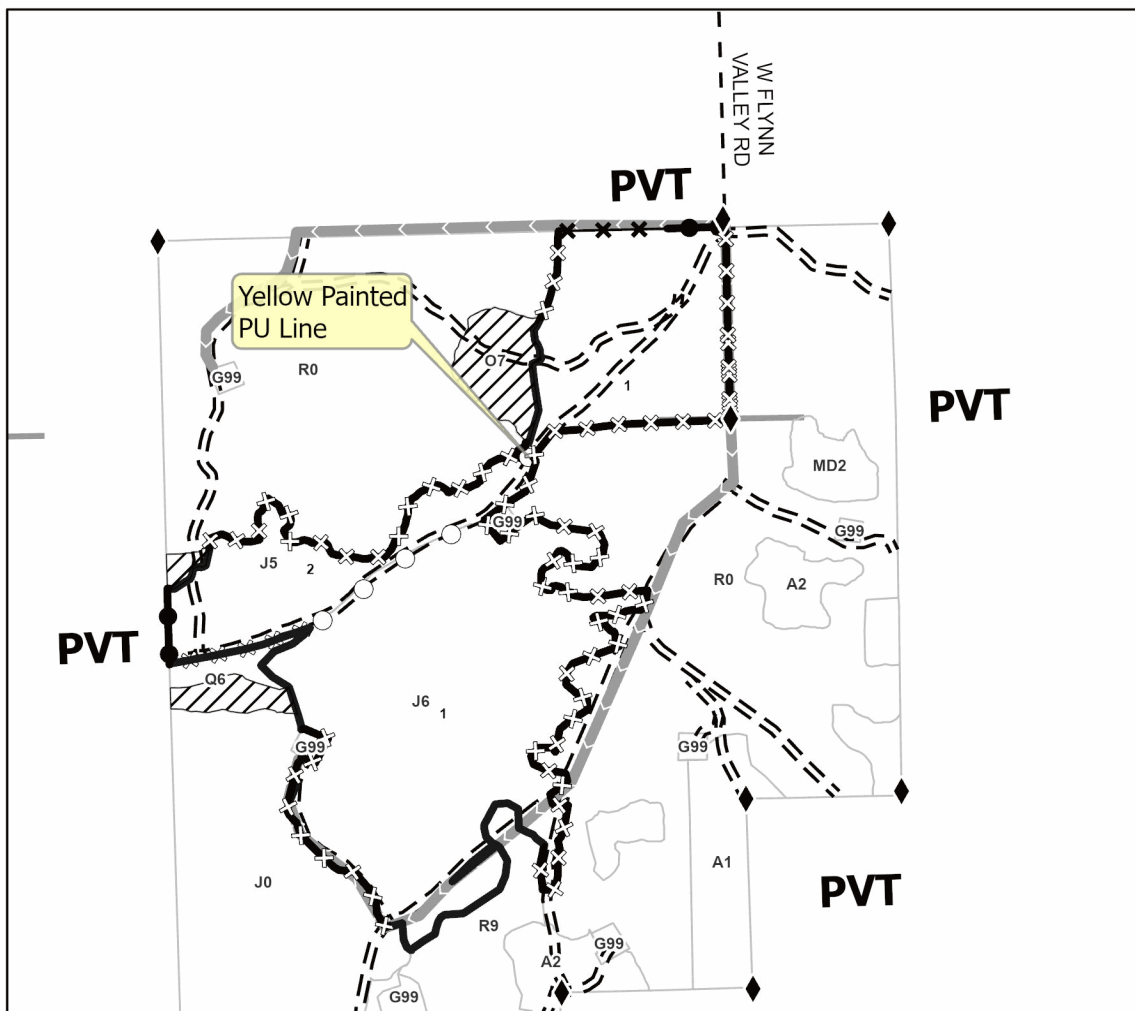 W FLYNN
VALLEY RD
PVT
Yellow Painted
PU Line
W
O7
R0
G99
1
PVT
MD2
G99
G99
J5
2
R0
A2
PVT
Q6
J6
1
G99
G99
A1
J0
PVT
R9
G99
A2
G99